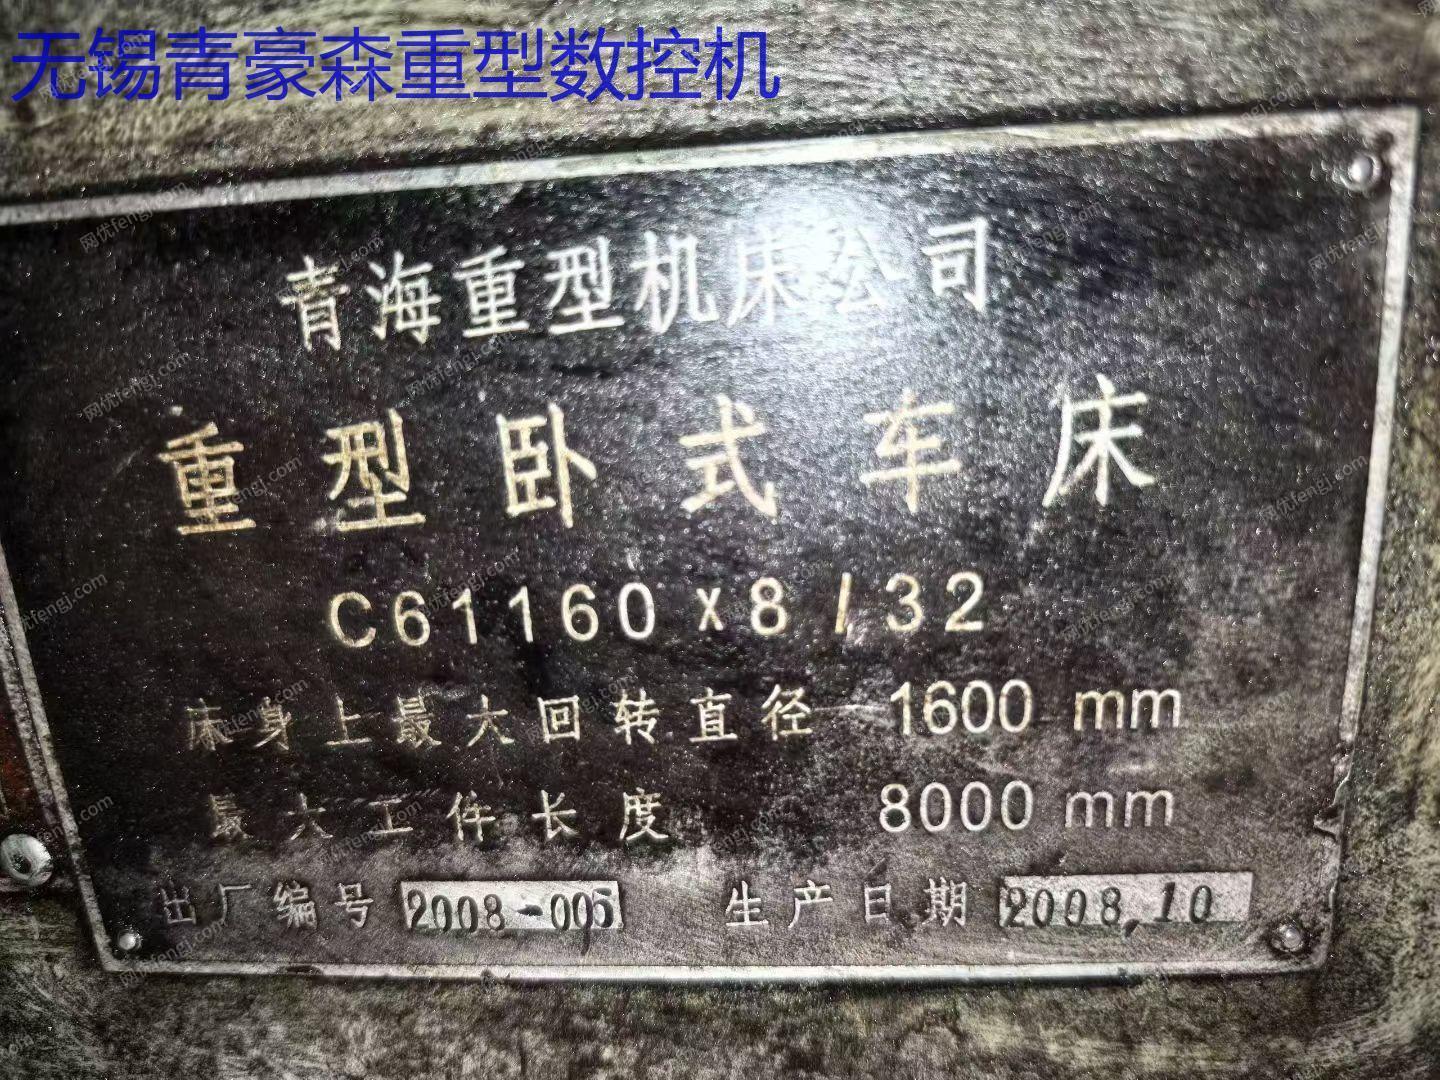 无锡青豪森重型数控机
青海重型机床公司
重型卧式车床
C61160x8/32
床身上最大回转直径 1600 mm
最大工件长度 8000 mm
出厂编号 2008-005 生产日期 2008,10